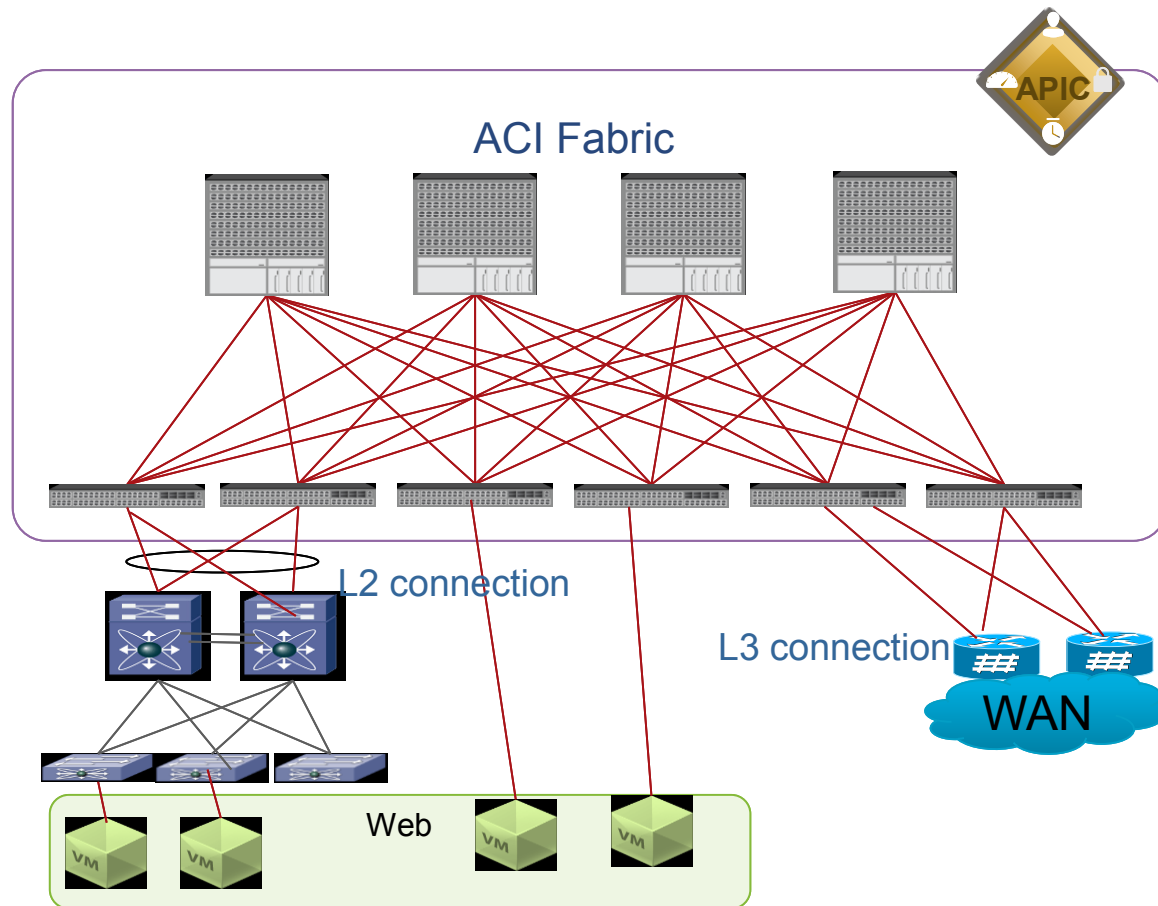 APIC
ACI Fabric
L2 connection
L3 connection
WAN
Web
VM
VM
VM
VM